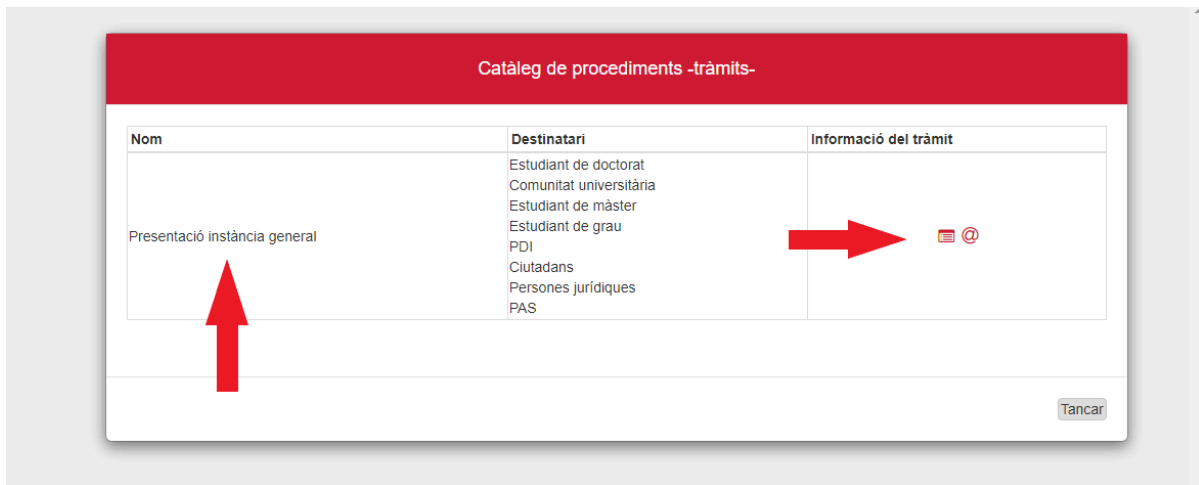 Catàleg de procediments -tràmits-
Nom Destinatari Informació del tràmit
Estudiant de doctorat
Comunitat universitària
Estudiant de màster
Estudiant de grau
Presentació instància general PDI @
Ciutadans
Persones jurídiques
PAS
Tancar